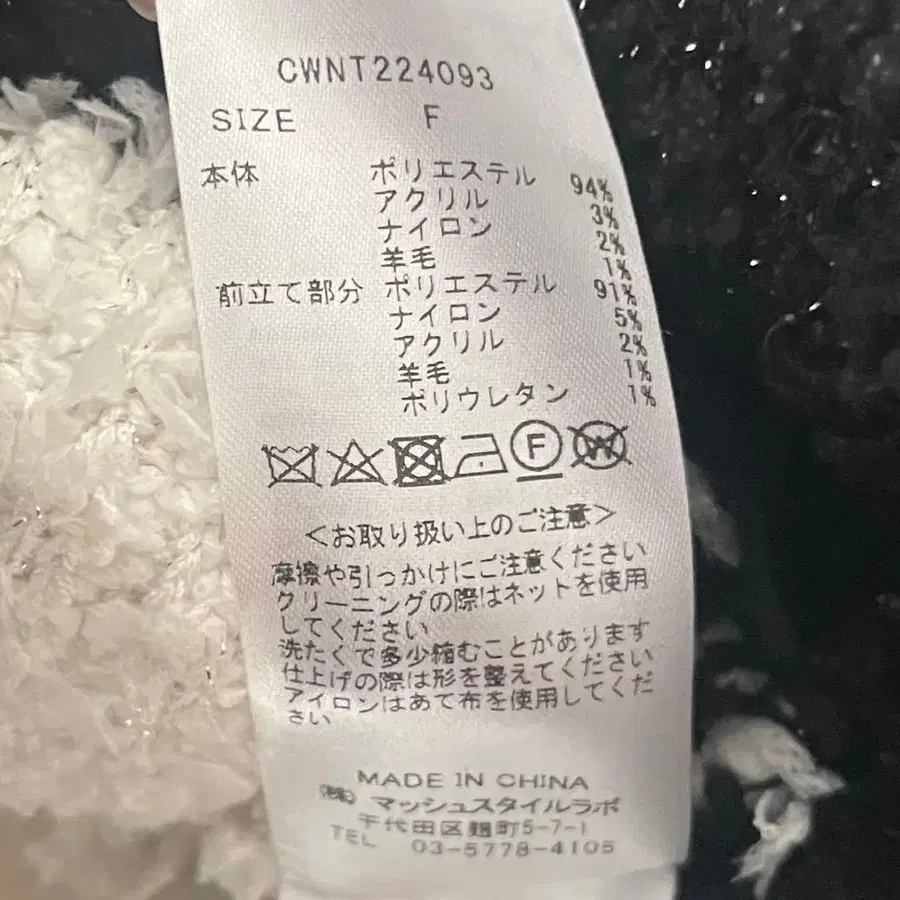 CWNT224093
SIZE F
本体 ポリエステル 94%
アクリル 3%
ナイロン 2%
羊毛 1%
前立て部分 ポリエステル 91%
ナイロン 5%
アクリル 2%
羊毛 1%
ポリウレタン 1%
F W
<お取り扱い上のご注意>
摩擦や引っかけにご注意ください
クリーニングの際はネットを使用
してください
洗たくで多少縮むことがあります
仕上げの際は形を整えてください
アイロンはあて布を使用してくだ
さい
MADE IN CHINA
㈱マッシュスタイルラボ
千代田区麹町5-7-1
TEL 03-5778-4105